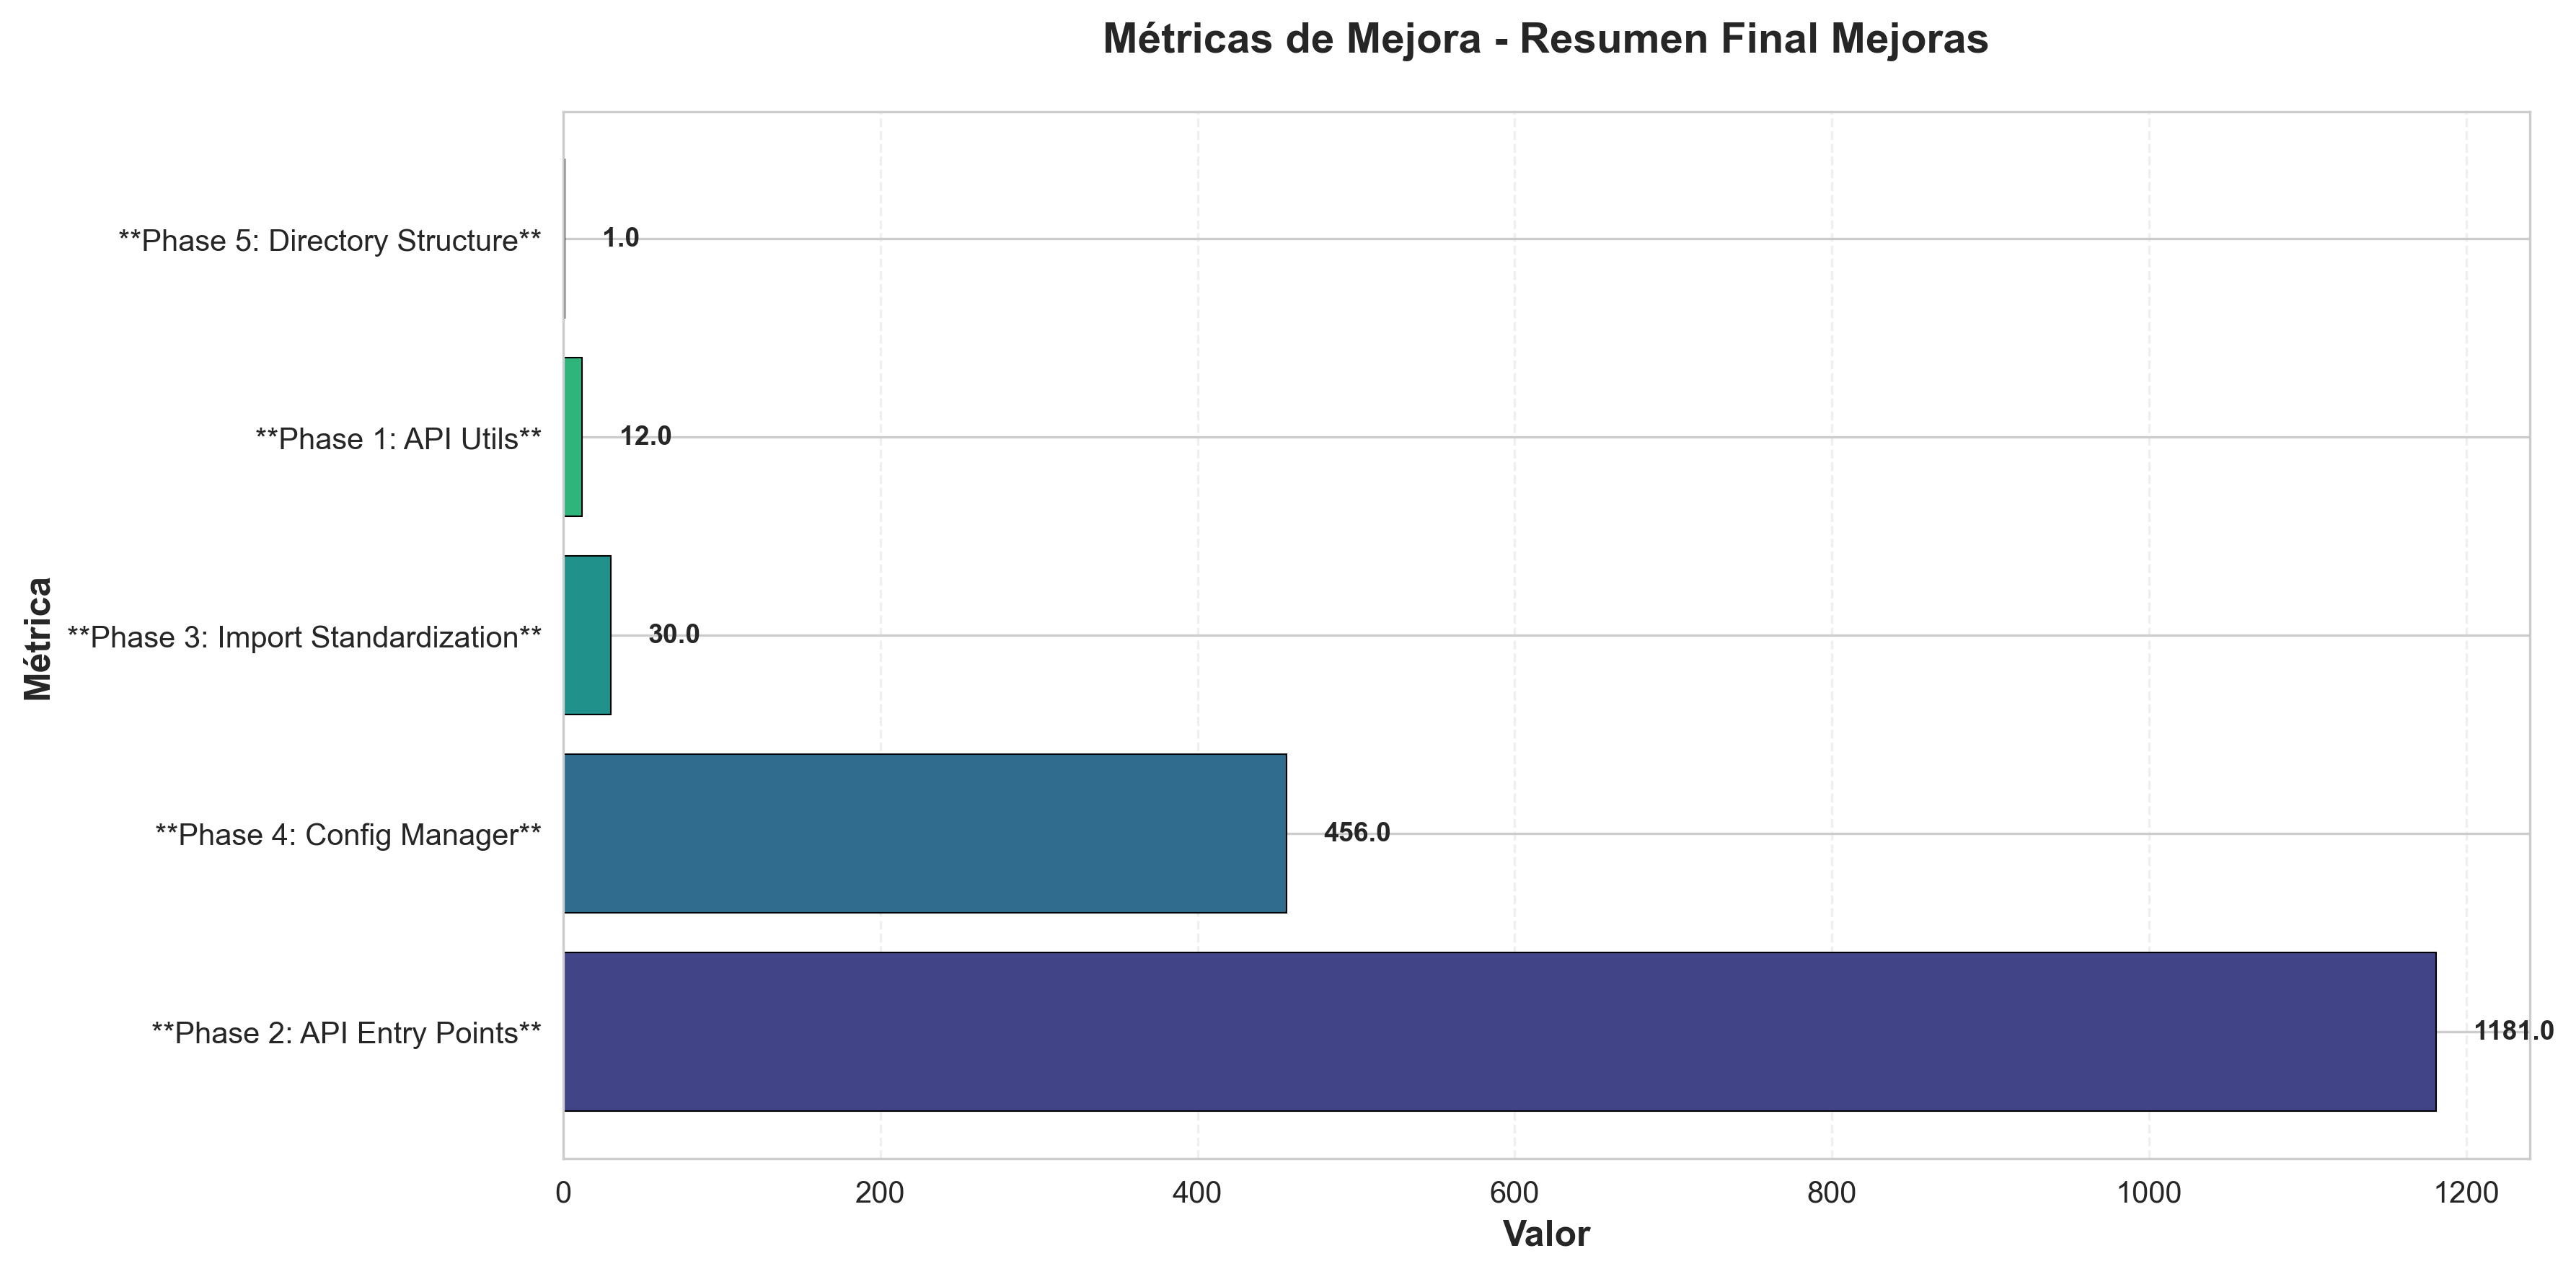 Métricas de Mejora - Resumen Final Mejoras
**Phase 5: Directory Structure**
1.0
**Phase 1: API Utils**
12.0
**Phase 3: Import Standardization**
30.0
**Phase 4: Config Manager**
456.0
**Phase 2: API Entry Points**
1181.0
Métrica
0 200 400 600 800 1000 1200
Valor